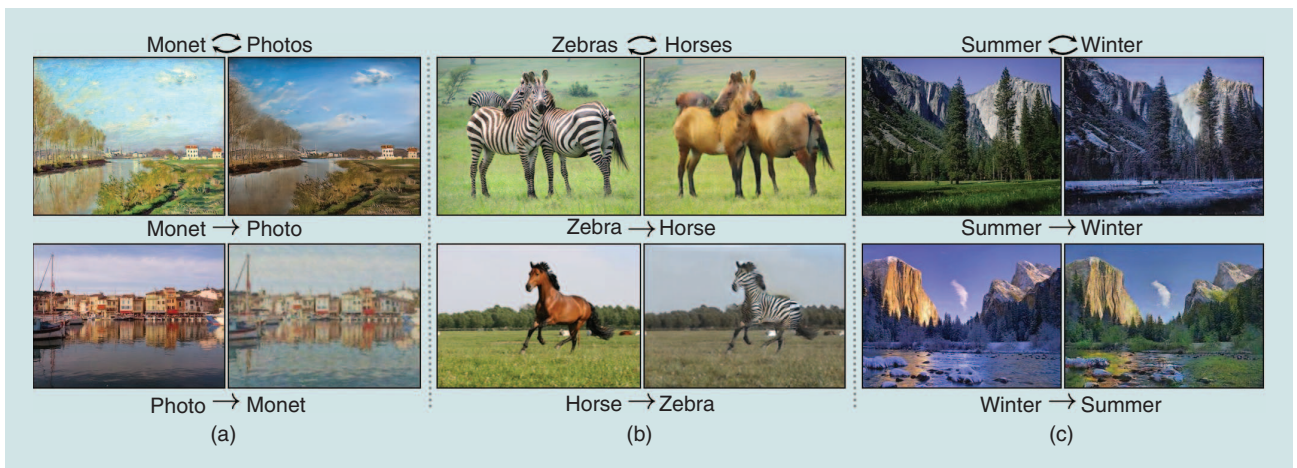 Monet ⇄ Photos
Zebras ⇄ Horses
Summer ⇄ Winter
Monet → Photo
Zebra → Horse
Summer → Winter
Photo → Monet
Horse → Zebra
Winter → Summer
(a)
(b)
(c)